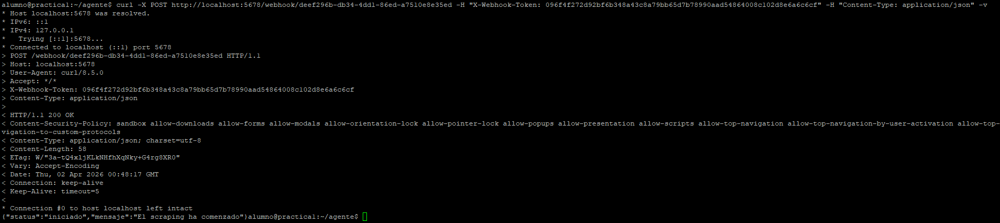 alumno@practical:~/agente$ curl -X POST http://localhost:5678/webhook/deef296b-db34-4dd1-86ed-a7510e8e35ed -H "X-Webhook-Token: 096f4f272d92bf6b348a43c8a79bb65d7b78990aad54864008c102d8e6a6c6cf" -H "Content-Type: application/json" -v
* Host localhost:5678 was resolved.
* IPv6: ::1
* IPv4: 127.0.0.1
*   Trying [::1]:5678...
* Connected to localhost (::1) port 5678
> POST /webhook/deef296b-db34-4dd1-86ed-a7510e8e35ed HTTP/1.1
> Host: localhost:5678
> User-Agent: curl/8.5.0
> Accept: */*
> X-Webhook-Token: 096f4f272d92bf6b348a43c8a79bb65d7b78990aad54864008c102d8e6a6c6cf
> Content-Type: application/json
>
< HTTP/1.1 200 OK
< Content-Security-Policy: sandbox allow-downloads allow-forms allow-modals allow-orientation-lock allow-pointer-lock allow-popups allow-presentation allow-scripts allow-top-navigation allow-top-navigation-by-user-activation allow-top-
vigation-to-custom-protocols
< Content-Type: application/json; charset=utf-8
< Content-Length: 58
< ETag: W/"3a-tQ4xljKLkNHfhXqNky+G4rg8XR0"
< Vary: Accept-Encoding
< Date: Thu, 02 Apr 2026 00:48:17 GMT
< Connection: keep-alive
< Keep-Alive: timeout=5
<
* Connection #0 to host localhost left intact
{"status":"iniciado","mensaje":"El scraping ha comenzado"}alumno@practical:~/agente$